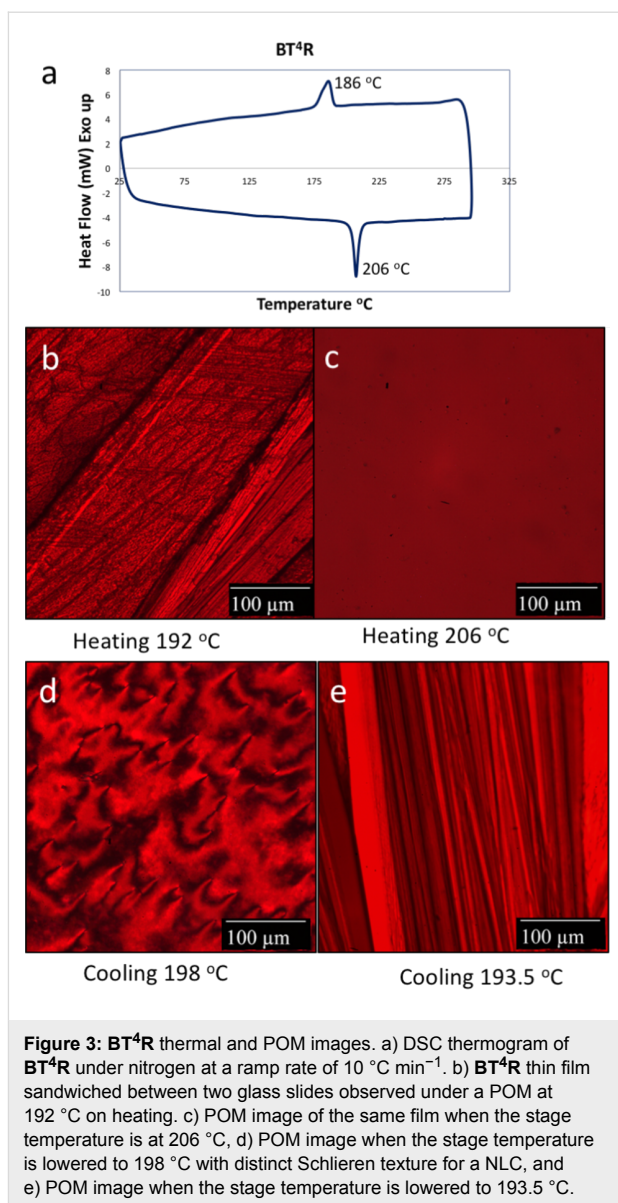 BT⁴R
a
8
6
4
2
0
-2
-4
-6
-8
-10
Heat Flow (mW) Exo up
186 °C
25 75 125 175 225 275 325
206 °C
Temperature °C
b
100 µm
c
100 µm
Heating 192 °C
Heating 206 °C
d
100 µm
e
100 µm
Cooling 198 °C
Cooling 193.5 °C
Figure 3: BT⁴R thermal and POM images. a) DSC thermogram of
BT⁴R under nitrogen at a ramp rate of 10 °C min⁻¹. b) BT⁴R thin film
sandwiched between two glass slides observed under a POM at
192 °C on heating. c) POM image of the same film when the stage
temperature is at 206 °C, d) POM image when the stage temperature
is lowered to 198 °C with distinct Schlieren texture for a NLC, and
e) POM image when the stage temperature is lowered to 193.5 °C.